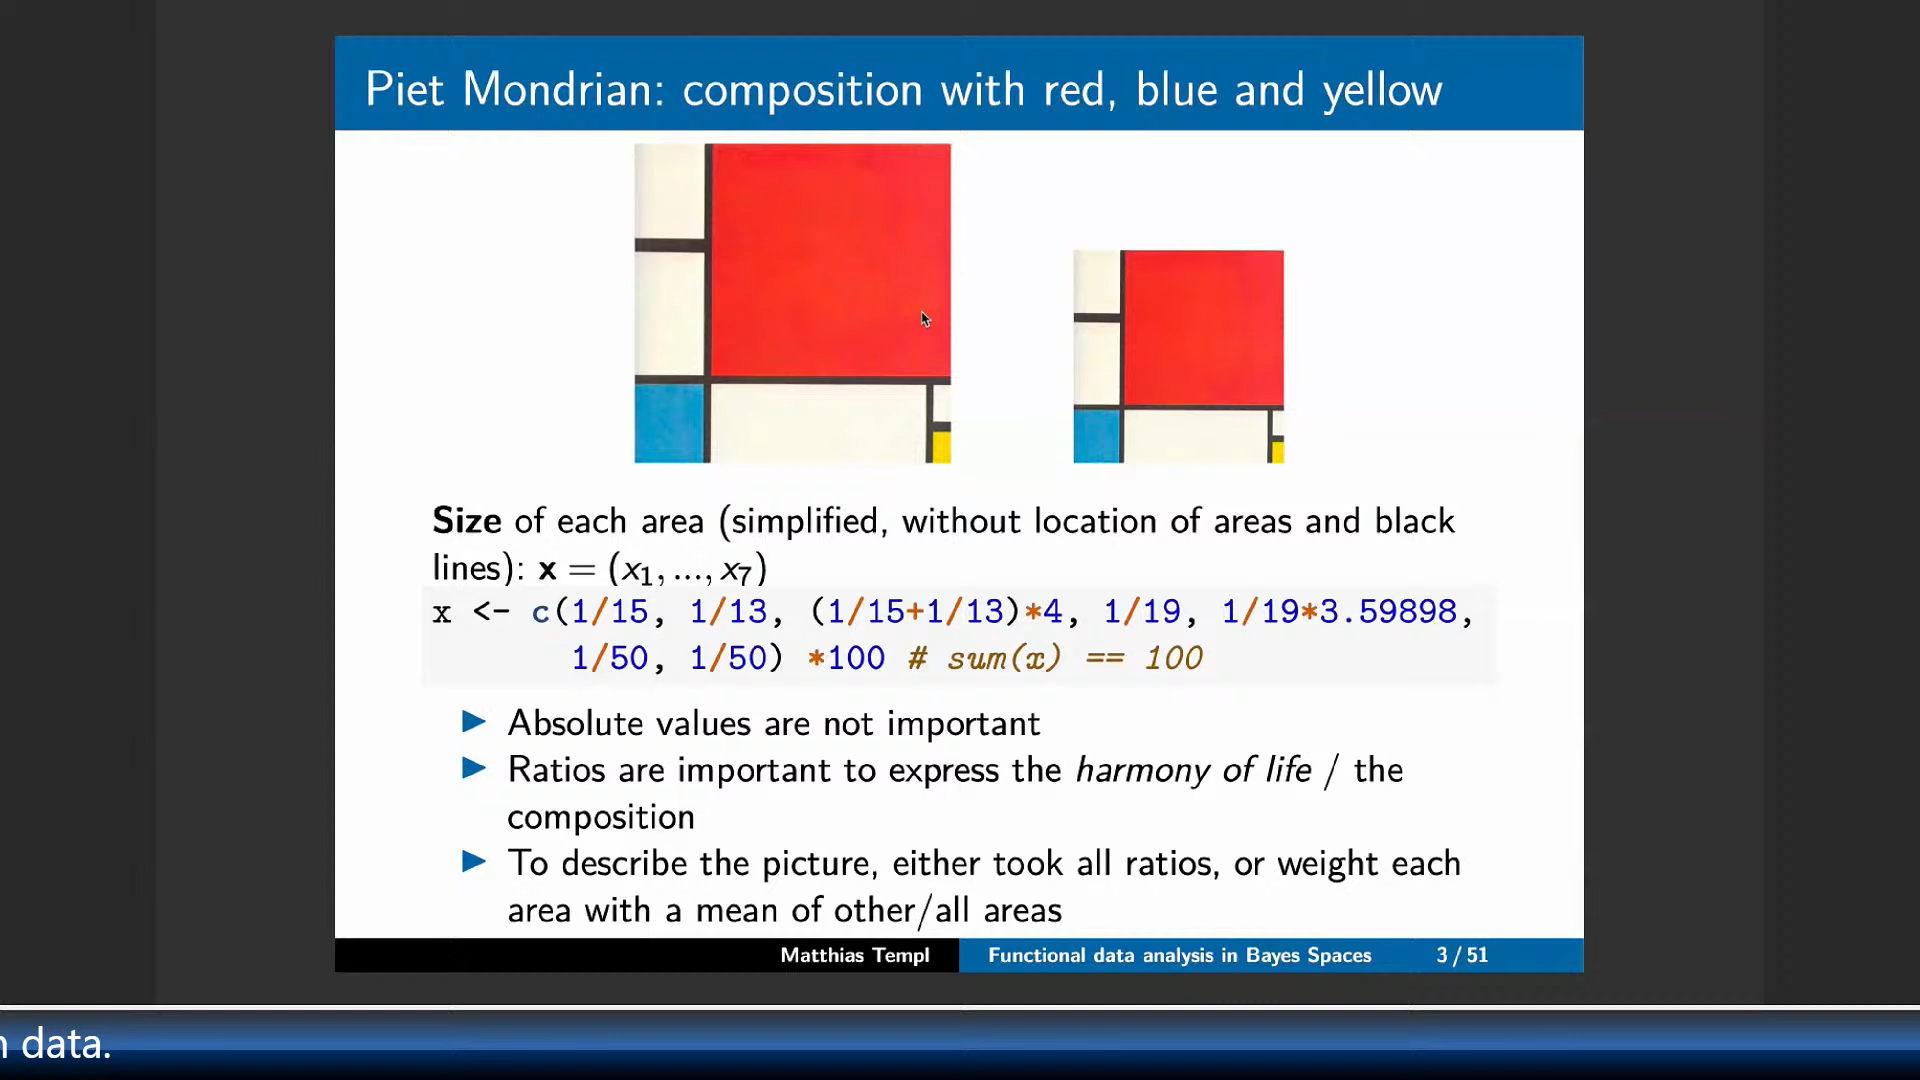 Piet Mondrian: composition with red, blue and yellow
Size of each area (simplified, without location of areas and black
lines): x = (x₁, ..., x₇)
x <- c(1/15, 1/13, (1/15+1/13)*4, 1/19, 1/19*3.59898,
1/50, 1/50) *100 # sum(x) == 100
▶ Absolute values are not important
▶ Ratios are important to express the harmony of life / the
composition
▶ To describe the picture, either took all ratios, or weight each
area with a mean of other/all areas
Matthias Templ Functional data analysis in Bayes Spaces 3 / 51
data.